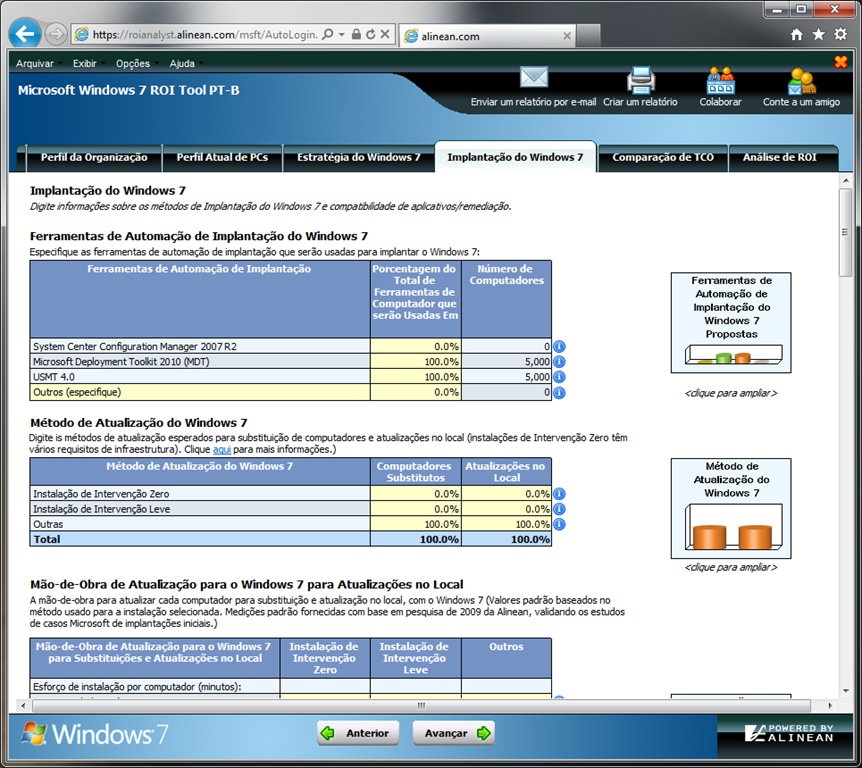 https://roianalyst.alinean.com/msft/AutoLogin.
alinean.com
Arquivar Exibir Opções Ajuda
Microsoft Windows 7 ROI Tool PT-B
Enviar um relatório por e-mail Criar um relatório Colaborar Conte a um amigo
Perfil da Organização Perfil Atual de PCs Estratégia do Windows 7 Implantação do Windows 7 Comparação de TCO Análise de ROI
Implantação do Windows 7
Digite informações sobre os métodos de Implantação do Windows 7 e compatibilidade de aplicativos/remediação.
Ferramentas de Automação de Implantação do Windows 7
Especifique as ferramentas de automação de implantação que serão usadas para implantar o Windows 7:
Ferramentas de Automação de Implantação
Porcentagem do
Total de
Ferramentas de
Computador que
serão Usadas Em
Número de
Computadores
System Center Configuration Manager 2007 R2 0.0% 0
Microsoft Deployment Toolkit 2010 (MDT) 100.0% 5,000
USMT 4.0 100.0% 5,000
Outros (especifique) 0.0% 0
Ferramentas de
Automação de
Implantação do
Windows 7
Propostas
<clique para ampliar>
Método de Atualização do Windows 7
Digite is métodos de atualização esperados para substituição de computadores e atualizações no local (instalações de Intervenção Zero têm
vários requisitos de infraestrutura). Clique aqui para mais informações.)
Método de Atualização do Windows 7
Computadores
Substitutos
Atualizações no
Local
Instalação de Intervenção Zero 0.0% 0.0%
Instalação de Intervenção Leve 0.0% 0.0%
Outras 100.0% 100.0%
Total 100.0% 100.0%
Método de
Atualização do
Windows 7
<clique para ampliar>
Mão-de-Obra de Atualização para o Windows 7 para Atualizações no Local
A mão-de-obra para atualizar cada computador para substituição e atualização no local, com o Windows 7 (Valores padrão baseados no
método usado para a instalação selecionada. Medições padrão fornecidas com base em pesquisa de 2009 da Alinean, validando os estudos
de casos Microsoft de implantações iniciais.)
Mão-de-Obra de Atualização para o Windows 7
para Substituições e Atualizações no Local
Instalação de
Intervenção
Zero
Instalação de
Intervenção
Leve
Outros
Esforço de instalação por computador (minutos):
Windows 7
Anterior Avançar
POWERED BY
ALINEAN